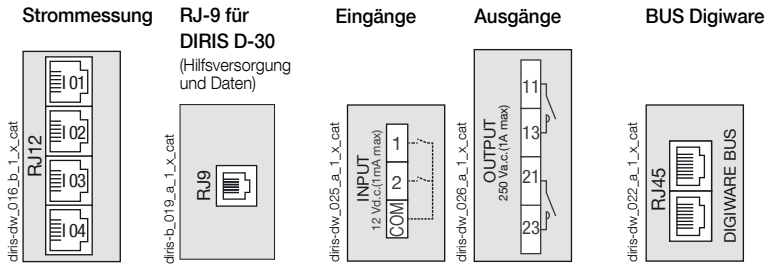 Strommessung
diris-dw_016_b_1_x_cat
RJ12
I 01
I 02
I 03
I 04
RJ-9 für
DIRIS D-30
(Hilfsversorgung
und Daten)
diris-b_019_a_1_x_cat
RJ9
Eingänge
diris-dw_025_a_1_x_cat
INPUT
12 Vd.c.(1mA max)
1
2
COM
Ausgänge
diris-dw_026_a_1_x_cat
OUTPUT
250 Va.c.(1A max)
11
13
21
23
BUS Digiware
diris-dw_022_a_1_x_cat
RJ45
DIGIWARE BUS